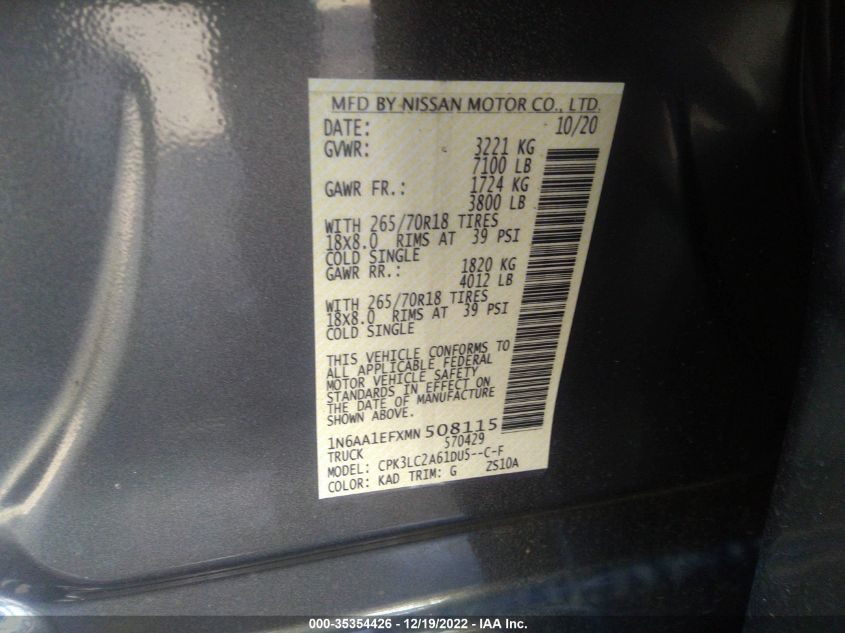 MFD BY NISSAN MOTOR CO., LTD.
DATE: 10/20
GVWR: 3221 KG
7100 LB
GAWR FR.: 1724 KG
3800 LB
WITH 265/70R18 TIRES
18X8.0 RIMS AT 39 PSI
COLD SINGLE
GAWR RR.: 1820 KG
4012 LB
WITH 265/70R18 TIRES
18X8.0 RIMS AT 39 PSI
COLD SINGLE
THIS VEHICLE CONFORMS TO
ALL APPLICABLE FEDERAL
MOTOR VEHICLE SAFETY
STANDARDS IN EFFECT ON
THE DATE OF MANUFACTURE
SHOWN ABOVE.
1N6AA1EFXMN 508115
TRUCK 570429
MODEL: CPK3LC2A61DU5--C-F
COLOR: KAD TRIM: G ZS10A
000-35354426 - 12/19/2022 - IAA Inc.